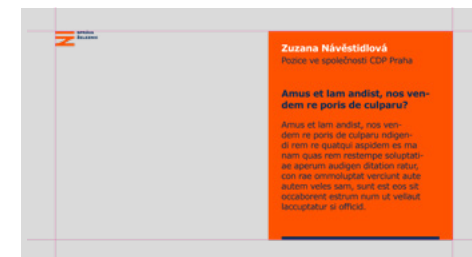 SPRÁVA
ŽELEZNIC
Zuzana Návěstidlová
Pozice ve společnosti CDP Praha
Amus et lam andist, nos ven-
dem re poris de culparu?
Amus et lam andist, nos ven-
dem re poris de culparu ndigen-
di rem re quatqui aspidem es ma
nam quas rem restempe soluptati-
ae aperum audigen ditation ratur,
con rae ommoluptat verciunt aute
autem veles sam, sunt est eos sit
occaborent estrum num ut vellaut
laccuptatur si officid.